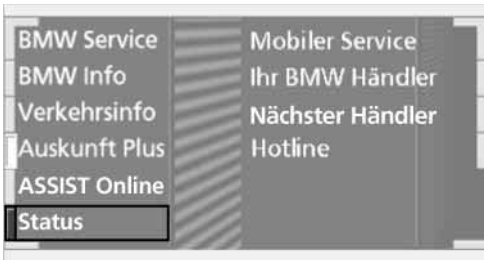 BMW Service
BMW Info
Verkehrsinfo
Auskunft Plus
ASSIST Online
Status
Mobiler Service
Ihr BMW Händler
Nächster Händler
Hotline